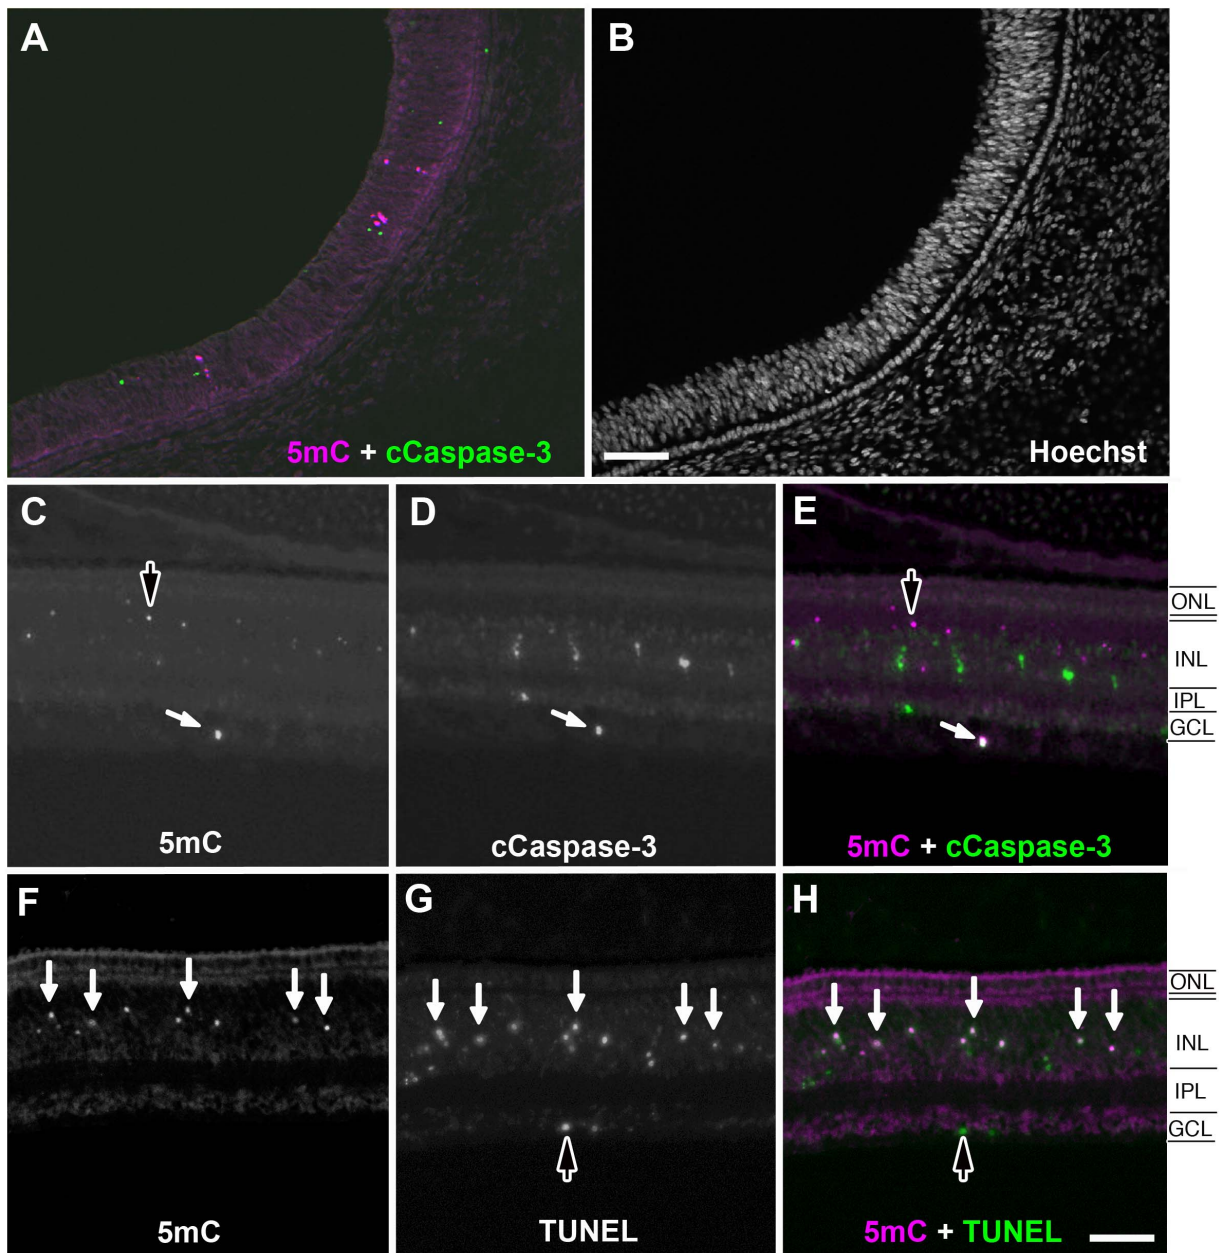 A
B
5mC + cCaspase-3
Hoechst
C
D
E
ONL
INL
IPL
GCL
5mC
cCaspase-3
5mC + cCaspase-3
F
G
H
ONL
INL
IPL
GCL
5mC
TUNEL
5mC + TUNEL